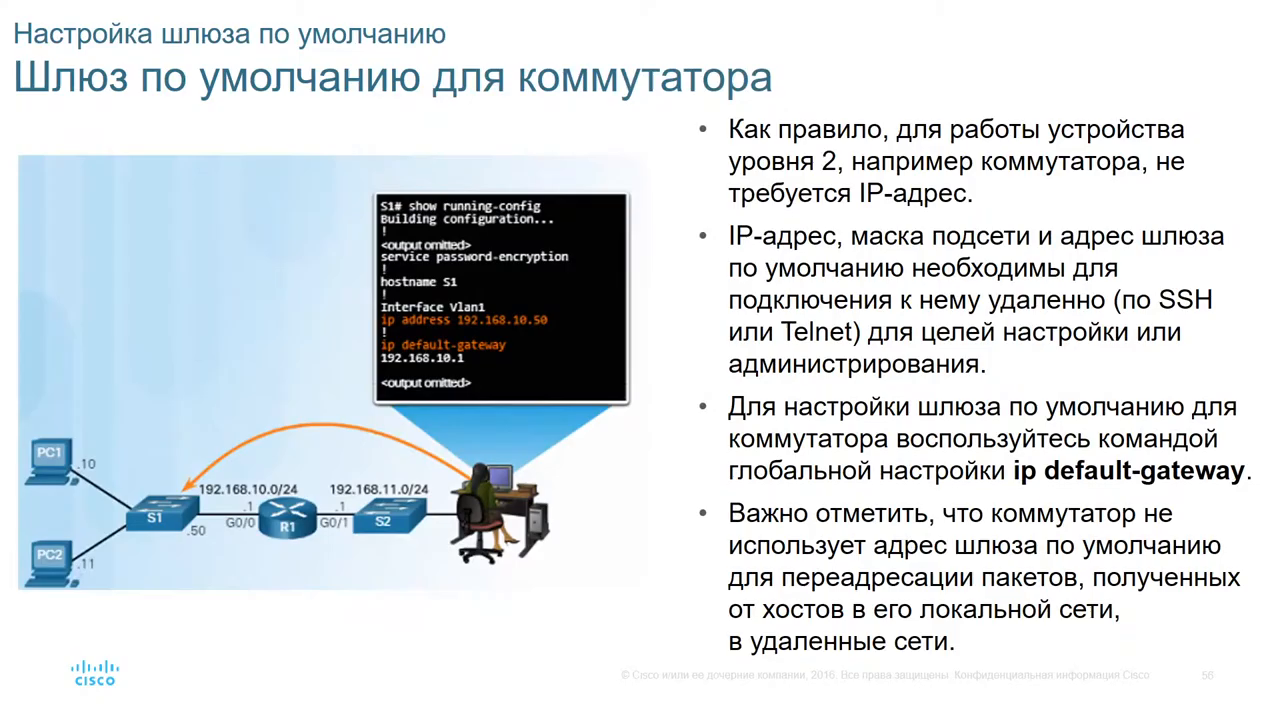 Настройка шлюза по умолчанию
Шлюз по умолчанию для коммутатора
S1# show running-config
Building configuration...
!
<output omitted>
service password-encryption
!
hostname S1
!
Interface Vlan1
ip address 192.168.10.50
!
ip default-gateway
192.168.10.1
<output omitted>
PC1
.10
192.168.10.0/24
192.168.11.0/24
S1
.50
.1
G0/0
R1
.1
G0/1
S2
PC2
.11
• Как правило, для работы устройства
уровня 2, например коммутатора, не
требуется IP-адрес.
• IP-адрес, маска подсети и адрес шлюза
по умолчанию необходимы для
подключения к нему удаленно (по SSH
или Telnet) для целей настройки или
администрирования.
• Для настройки шлюза по умолчанию для
коммутатора воспользуйтесь командой
глобальной настройки ip default-gateway.
• Важно отметить, что коммутатор не
использует адрес шлюза по умолчанию
для переадресации пакетов, полученных
от хостов в его локальной сети,
в удаленные сети.
CISCO
© Cisco и/или ее дочерние компании, 2016. Все права защищены. Конфиденциальная информация Cisco
56